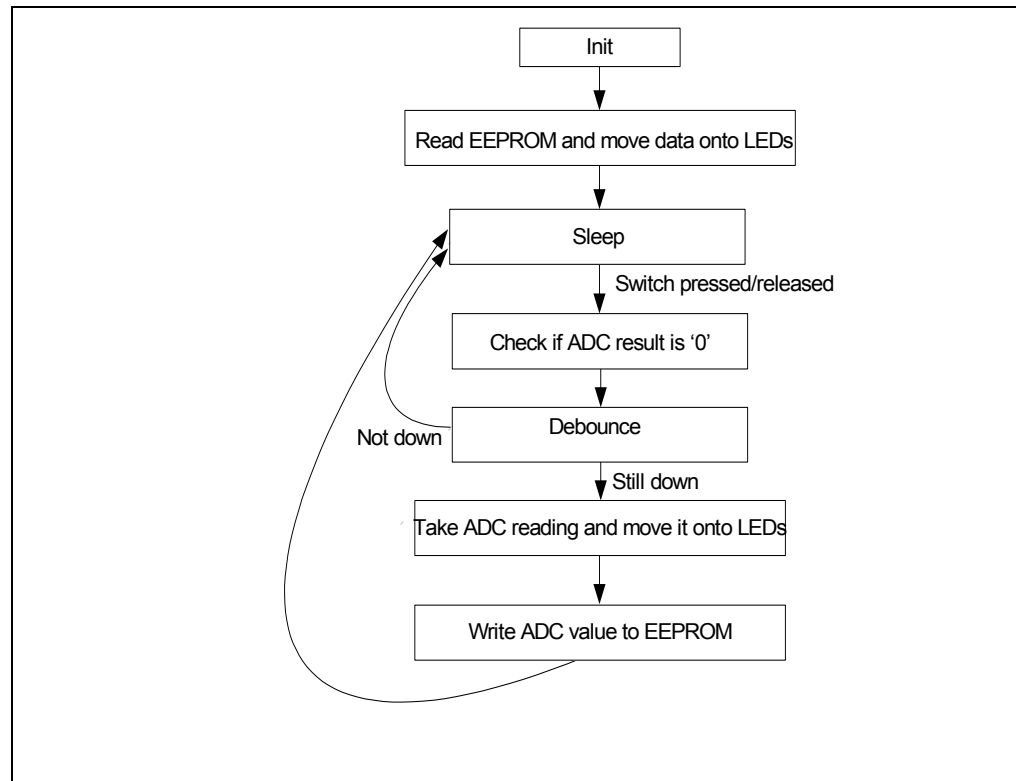 Init
Read EEPROM and move data onto LEDs
Sleep
Switch pressed/released
Check if ADC result is ‘0’
Debounce
Not down
Still down
Take ADC reading and move it onto LEDs
Write ADC value to EEPROM